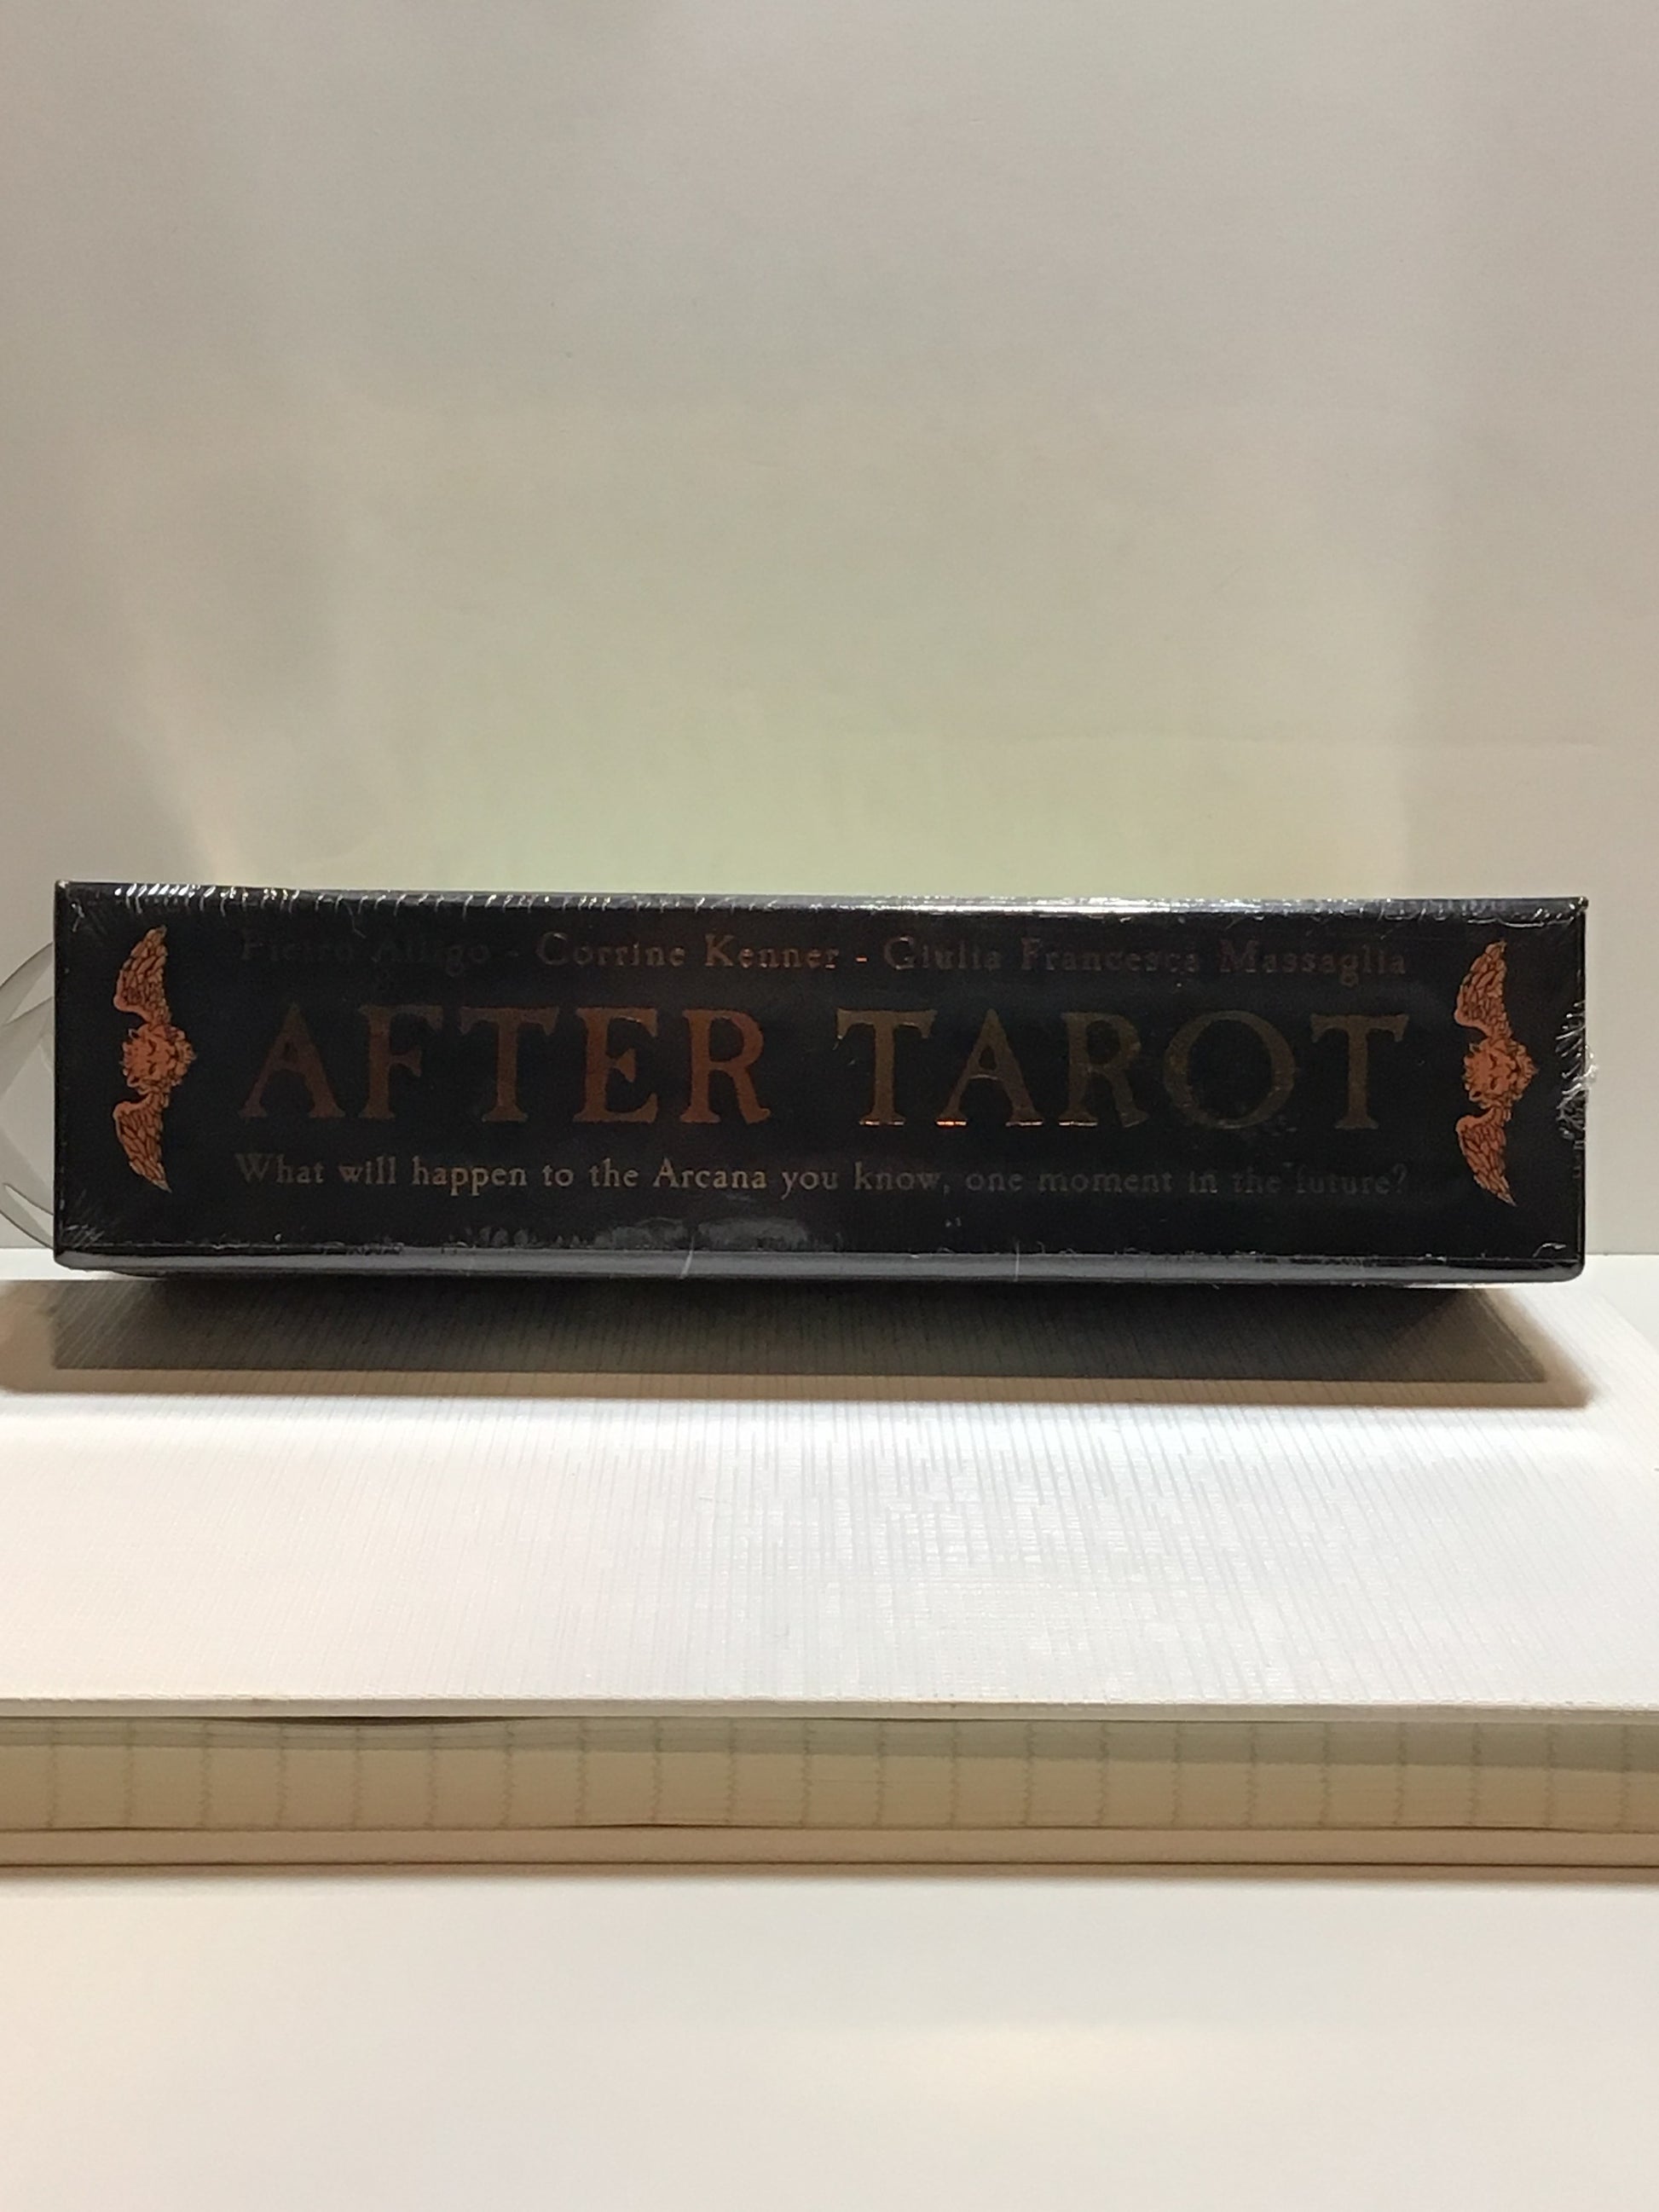 Pietro Alligo - Corrine Kenner - Giulia Francesca Massaglia
AFTER TAROT
What will happen to the Arcana you know, one moment in the future?